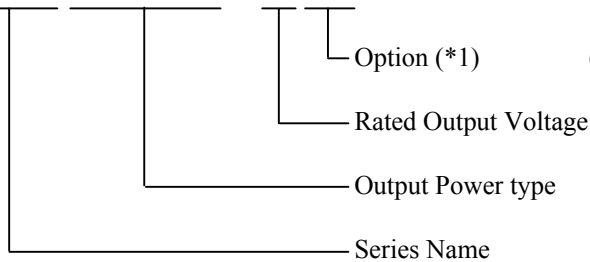 Option (*1)
Rated Output Voltage
Output Power type
Series Name